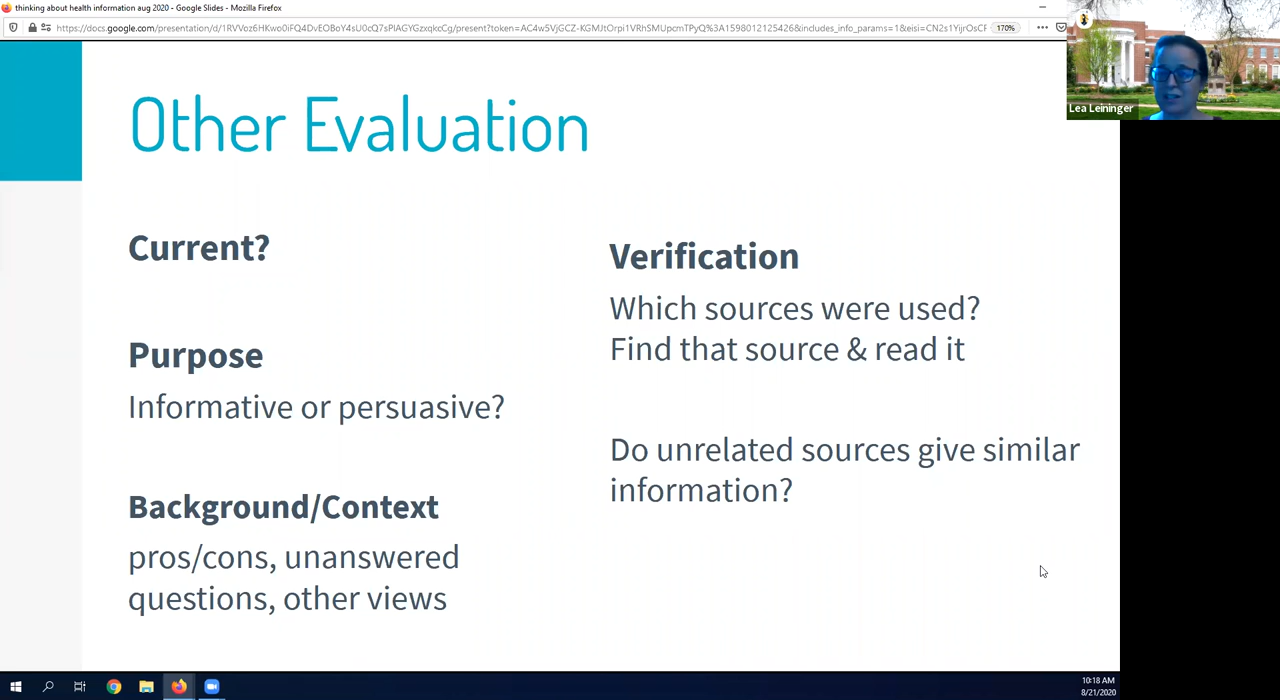 thinking about health information aug 2020 - Google Slides - Mozilla Firefox
170%
Lea Leininger
Other Evaluation
Current?
Purpose
Informative or persuasive?
Background/Context
pros/cons, unanswered
questions, other views
Verification
Which sources were used?
Find that source & read it
Do unrelated sources give similar
information?
10:18 AM
8/21/2020